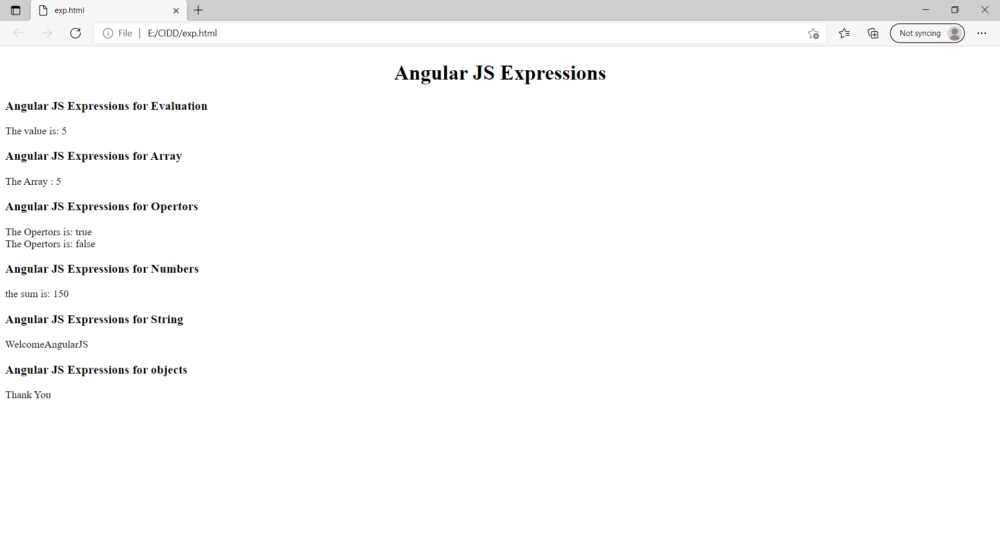 exp.html
File
E:/CIDD/exp.html
Not syncing
Angular JS Expressions
Angular JS Expressions for Evaluation
The value is: 5
Angular JS Expressions for Array
The Array : 5
Angular JS Expressions for Opertors
The Opertors is: true
The Opertors is: false
Angular JS Expressions for Numbers
the sum is: 150
Angular JS Expressions for String
WelcomeAngularJS
Angular JS Expressions for objects
Thank You